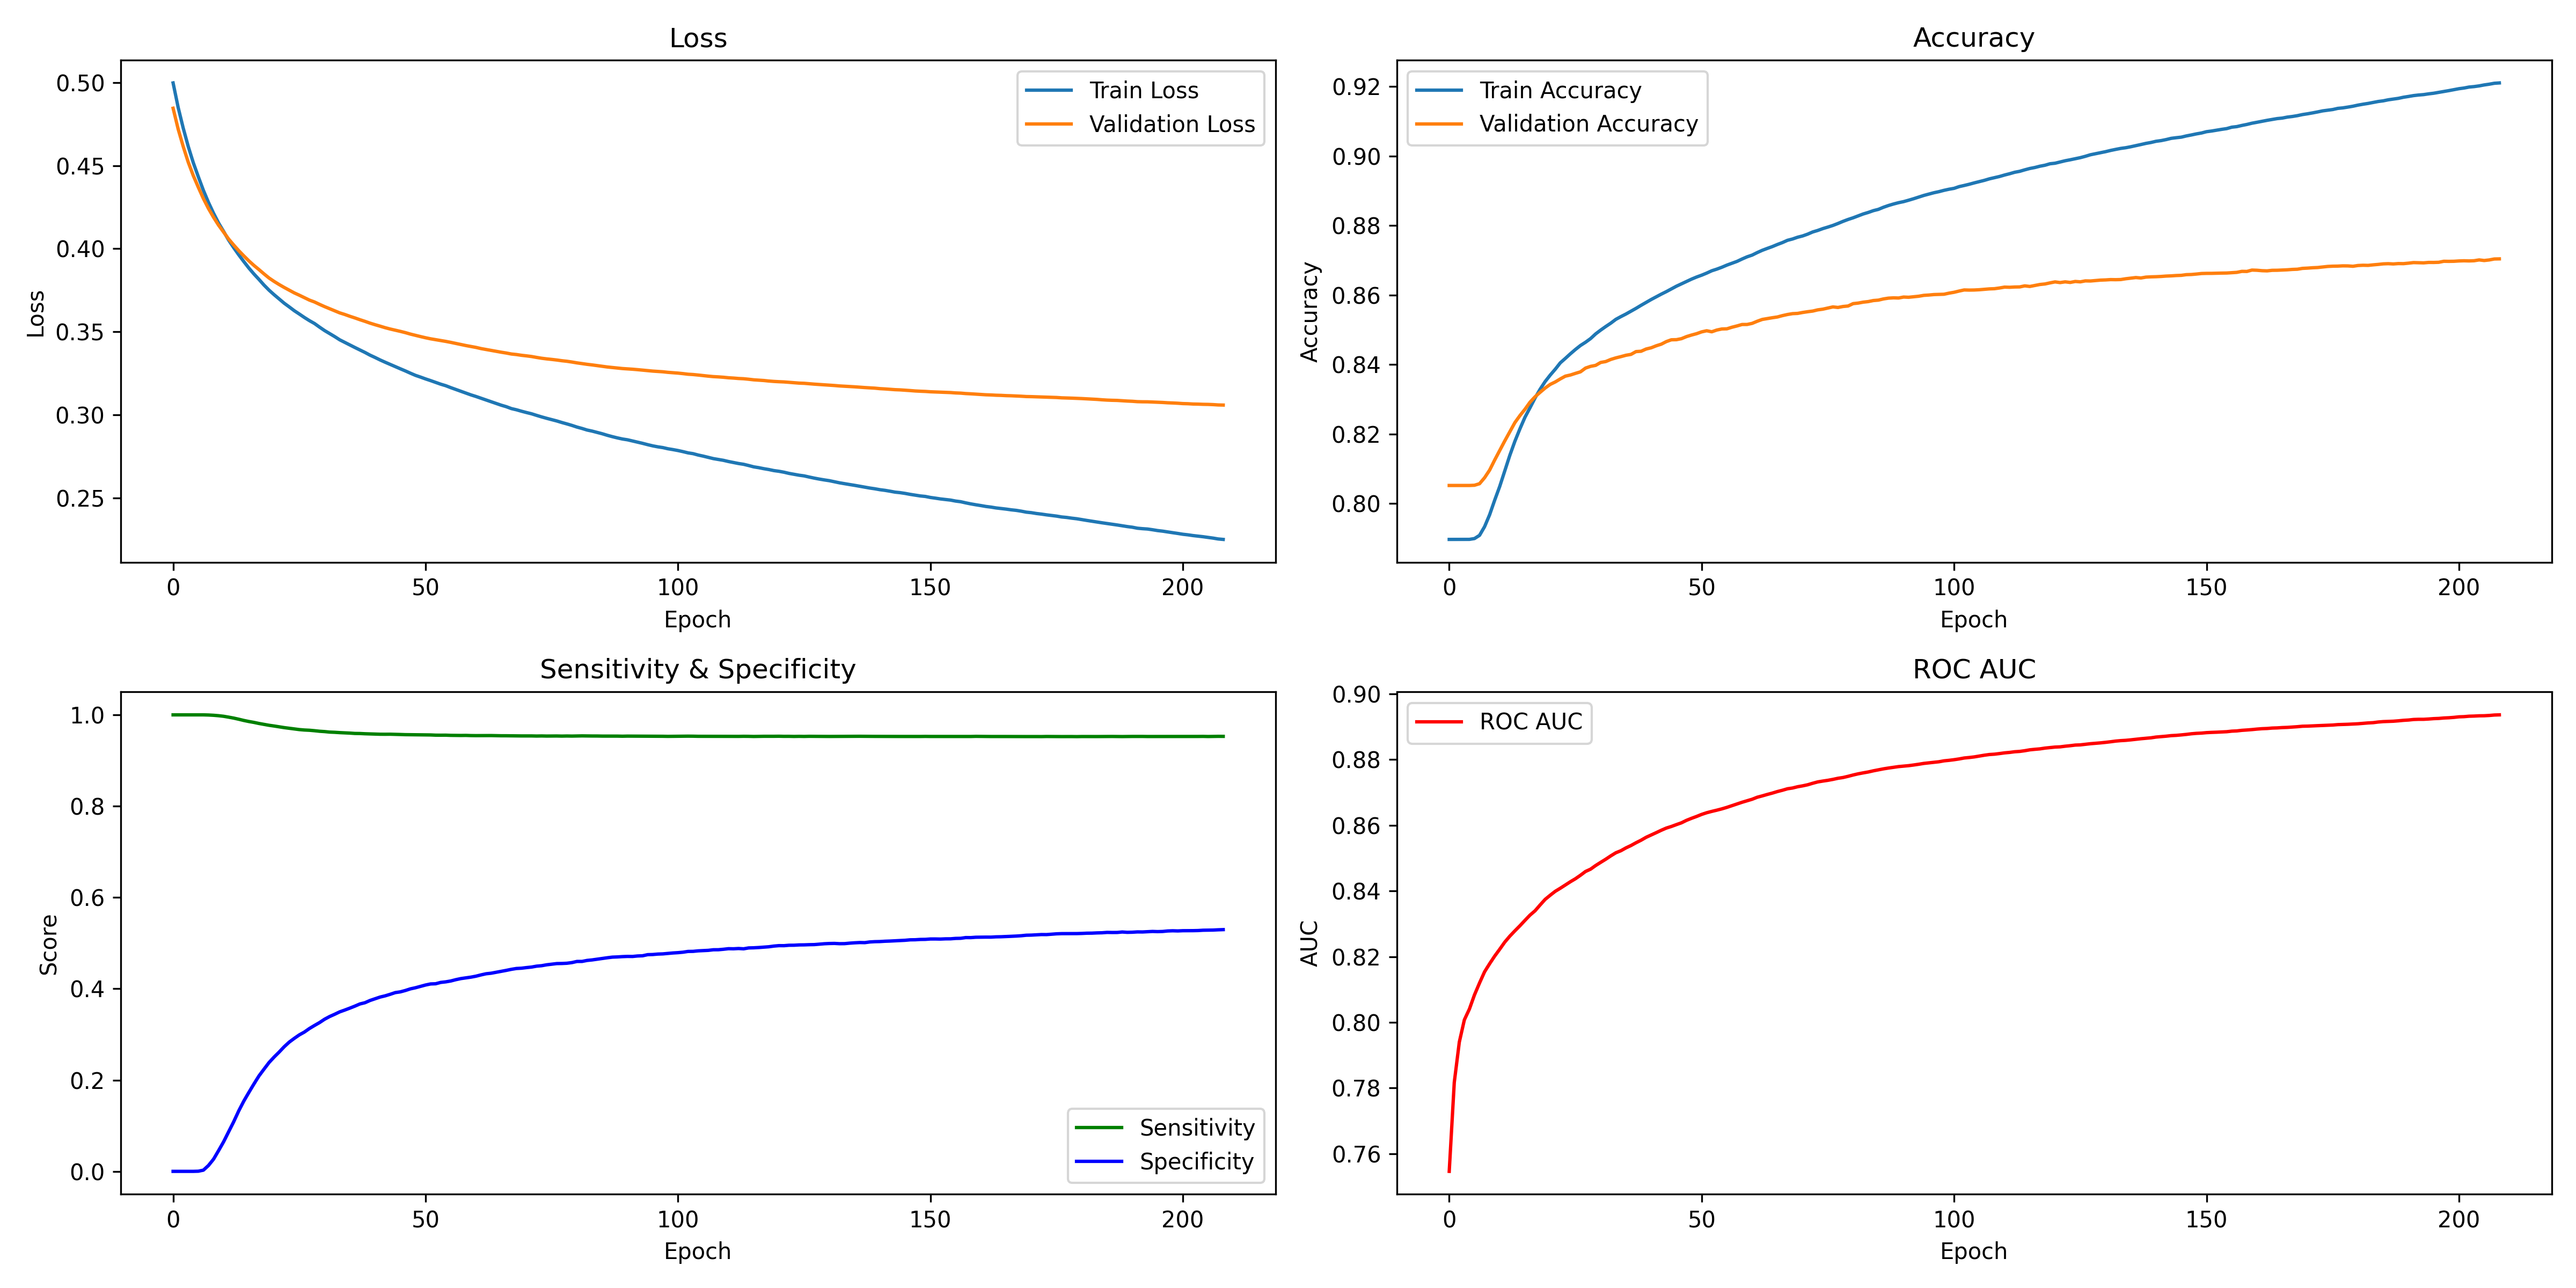 Loss
0.50
0.45
0.40
0.35
0.30
0.25
Loss
Train Loss
Validation Loss
0 50 100 150 200
Epoch
Accuracy
0.92
0.90
0.88
0.86
0.84
0.82
0.80
Accuracy
Train Accuracy
Validation Accuracy
0 50 100 150 200
Epoch
Sensitivity & Specificity
1.0
0.8
0.6
0.4
0.2
0.0
Score
Sensitivity
Specificity
0 50 100 150 200
Epoch
ROC AUC
0.90
0.88
0.86
0.84
0.82
0.80
0.78
0.76
AUC
ROC AUC
0 50 100 150 200
Epoch